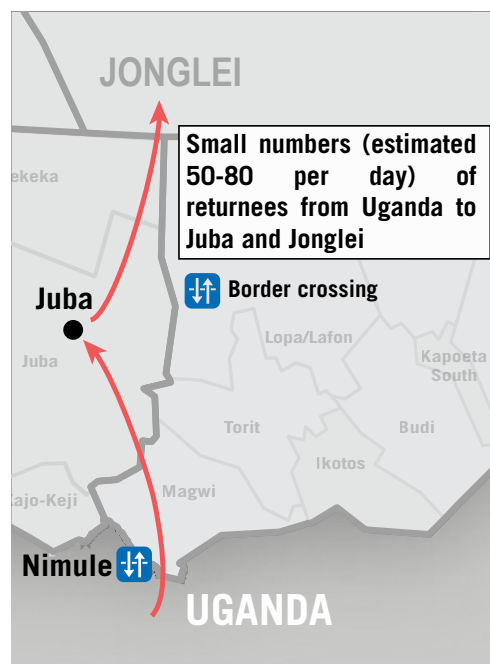 JONGLEI
Small numbers (estimated
50-80 per day) of
returnees from Uganda to
Juba and Jonglei
ekeka
Border crossing
Juba
Lopa/Lafon
Juba
Kapoeta
South
Torit
Budi
Ikotos
Magwi
ajo-Keji
Nimule
UGANDA